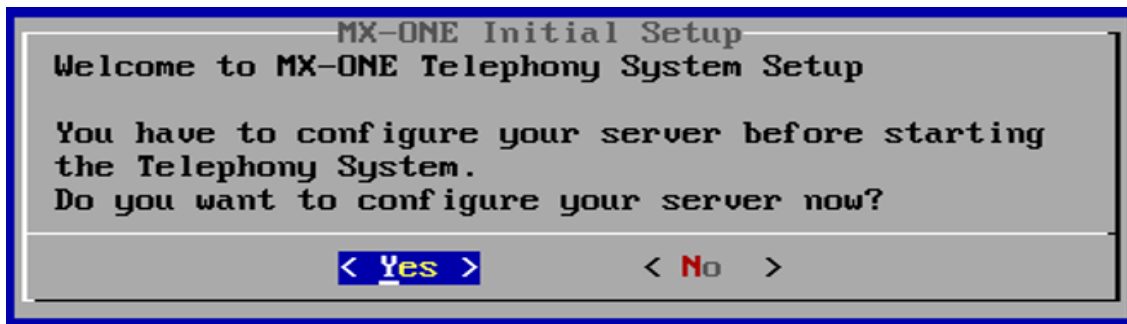 MX-ONE Initial Setup
Welcome to MX-ONE Telephony System Setup
You have to configure your server before starting
the Telephony System.
Do you want to configure your server now?
< Yes > < No >